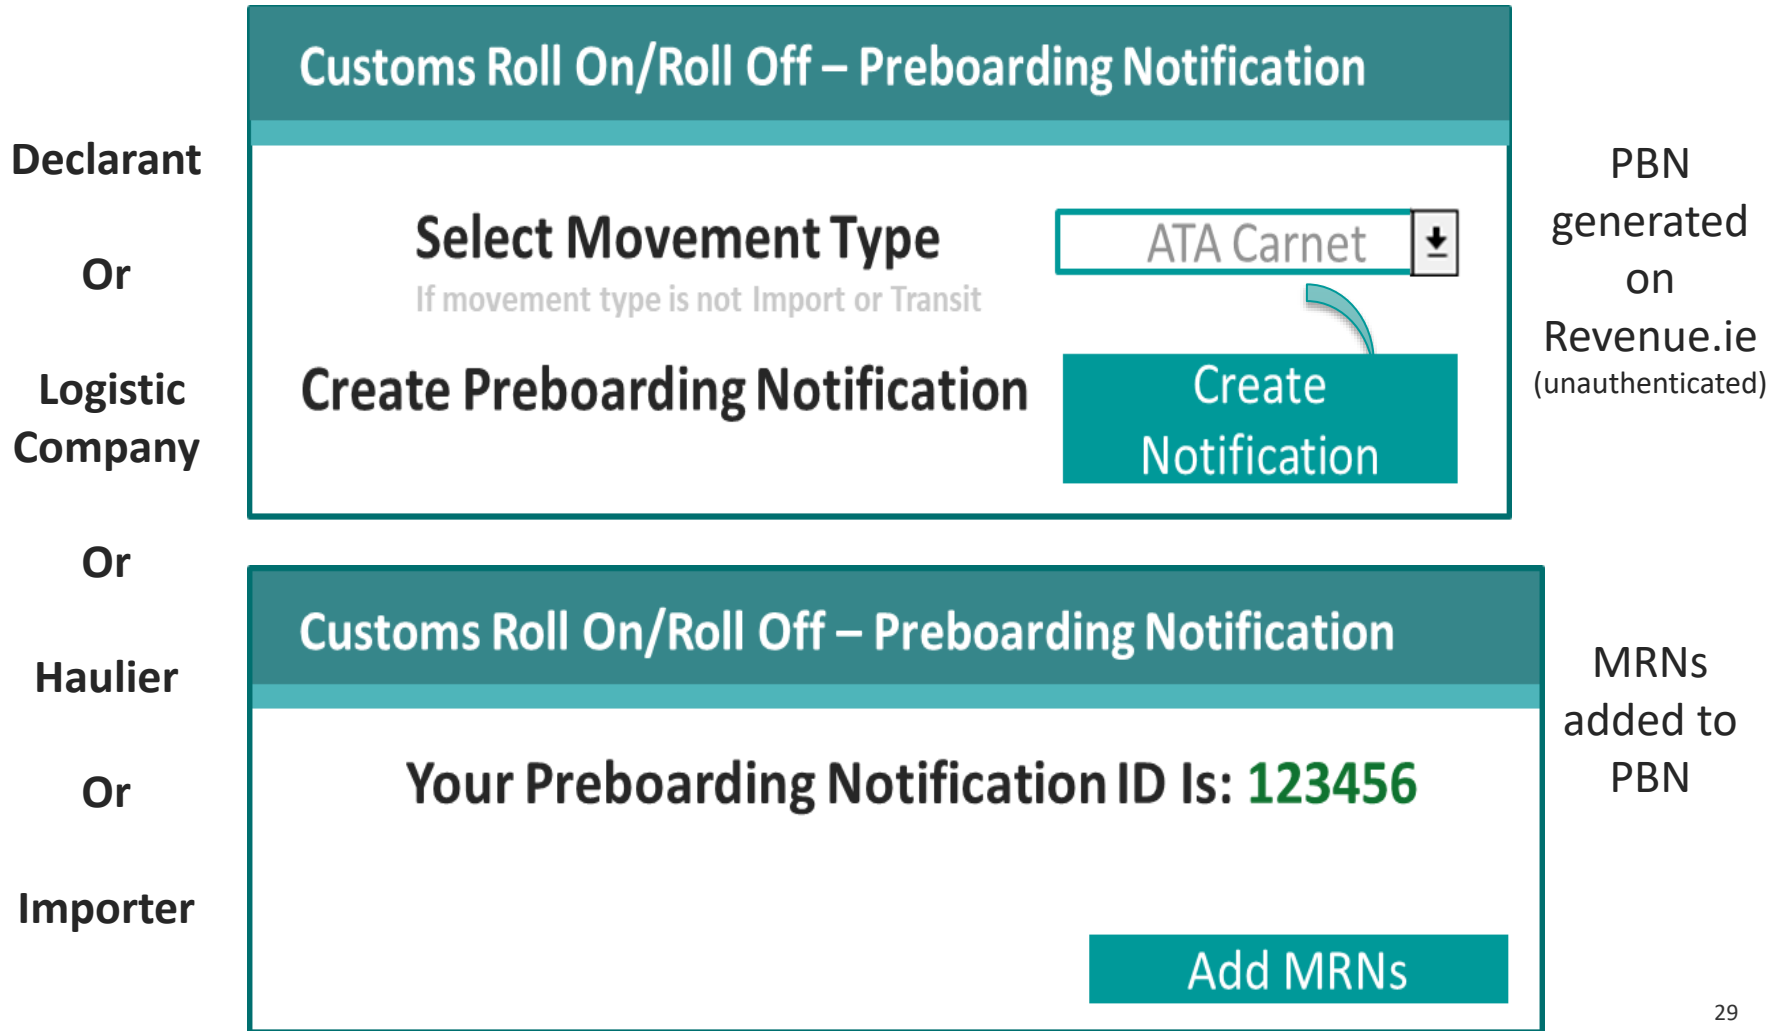 Declarant
Or
Logistic
Company
Or
Haulier
Or
Importer
Customs Roll On/Roll Off – Preboarding Notification
Select Movement Type
If movement type is not Import or Transit
ATA Carnet
Create Preboarding Notification
Create
Notification
PBN
generated
on
Revenue.ie
(unauthenticated)
Customs Roll On/Roll Off – Preboarding Notification
Your Preboarding Notification ID Is: 123456
Add MRNs
MRNs
added to
PBN
29